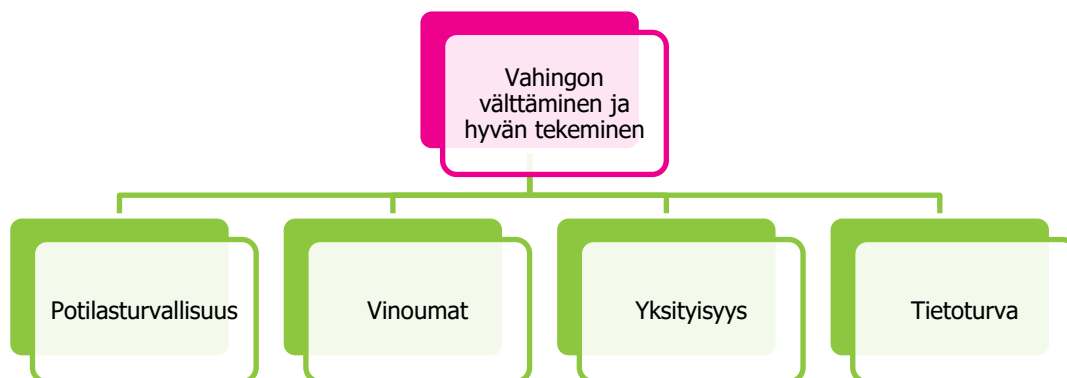 Vahingon
välttäminen ja
hyvän tekeminen
Potilasturvallisuus
Vinoumat
Yksityisyys
Tietoturva